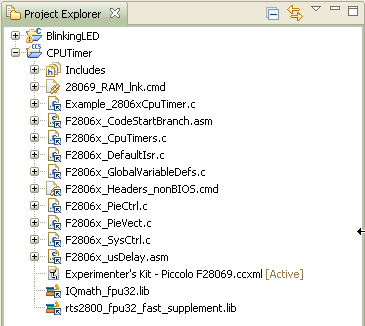 Project Explorer
BlinkingLED
CPUTimer
Includes
28069_RAM_lnk.cmd
Example_2806xCpuTimer.c
F2806x_CodeStartBranch.asm
F2806x_CpuTimers.c
F2806x_DefaultIsr.c
F2806x_GlobalVariableDefs.c
F2806x_Headers_nonBIOS.cmd
F2806x_PieCtrl.c
F2806x_PieVect.c
F2806x_SysCtrl.c
F2806x_usDelay.asm
Experimenter's Kit - Piccolo F28069.ccxml [Active]
IQmath_fpu32.lib
rts2800_fpu32_fast_supplement.lib